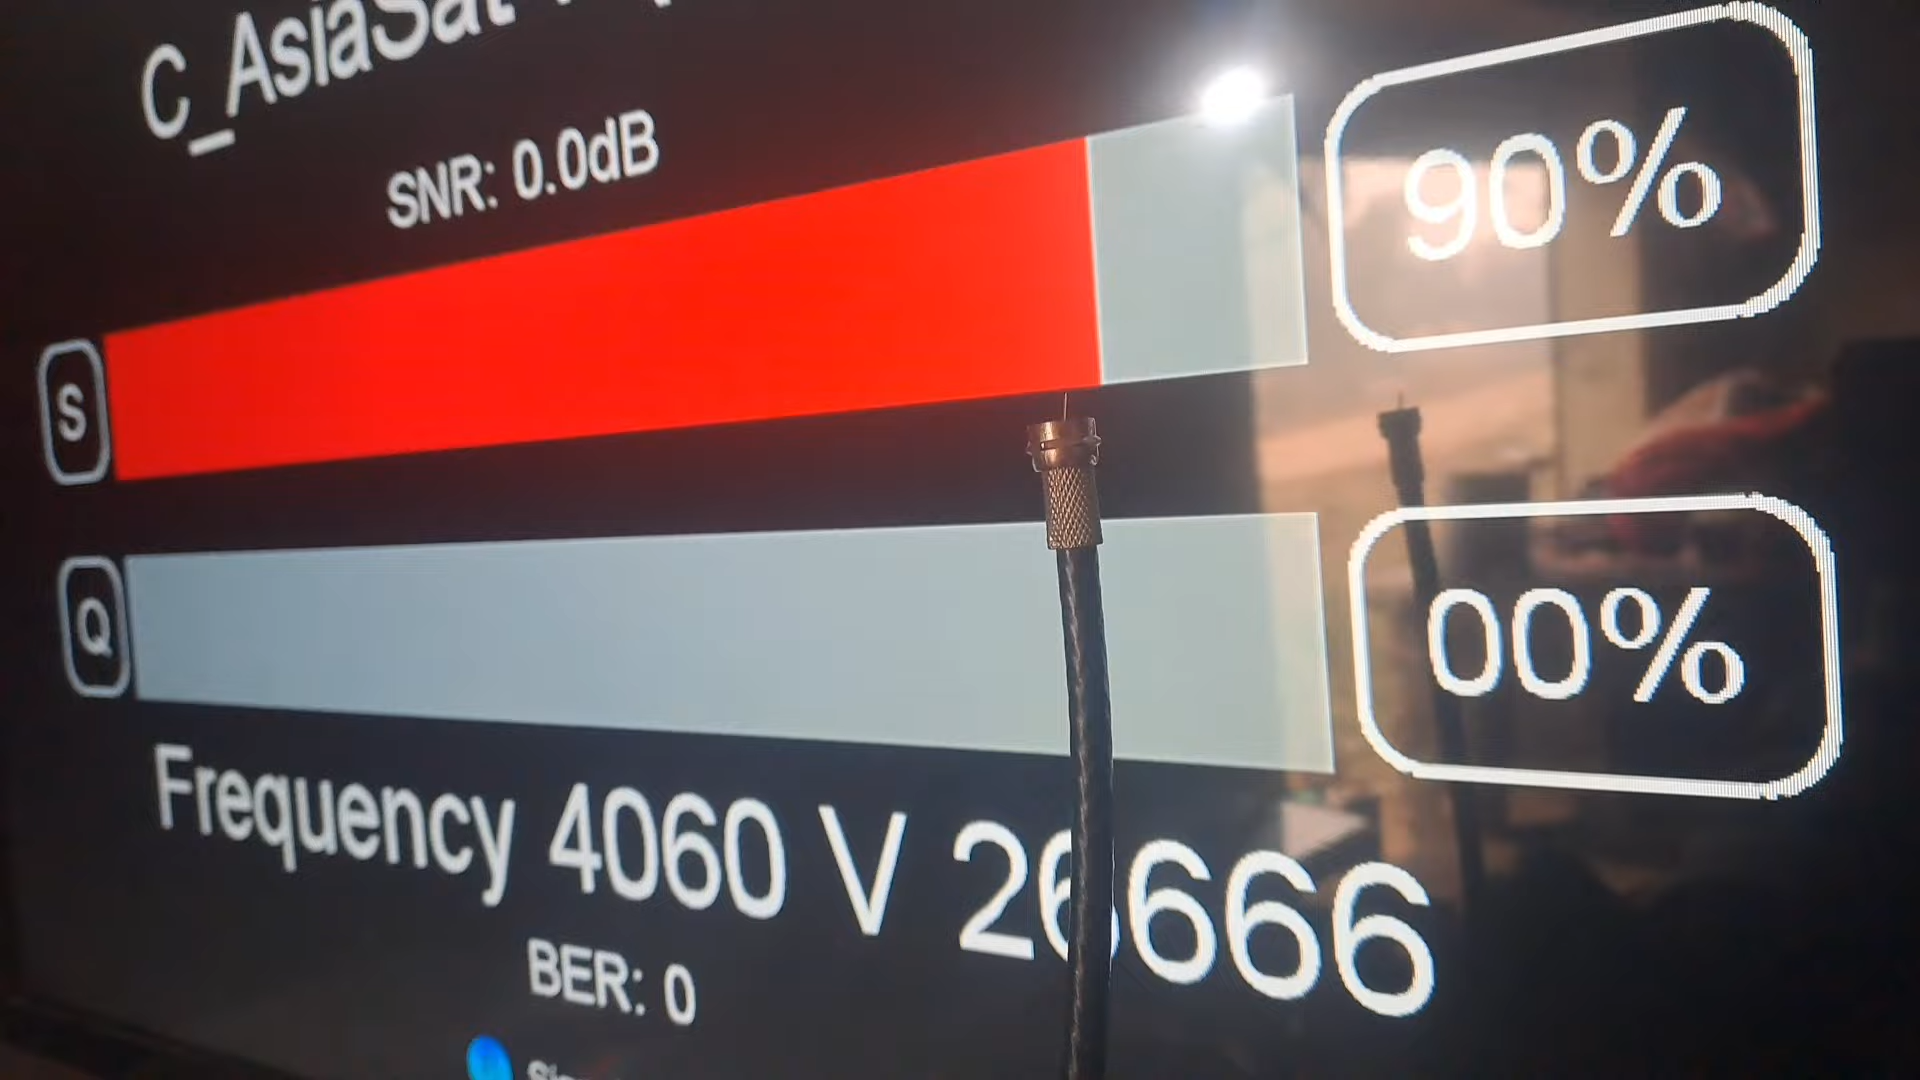 C_AsiaSat
SNR: 0.0dB
S
90%
Q
00%
Frequency 4060 V 26666
BER: 0